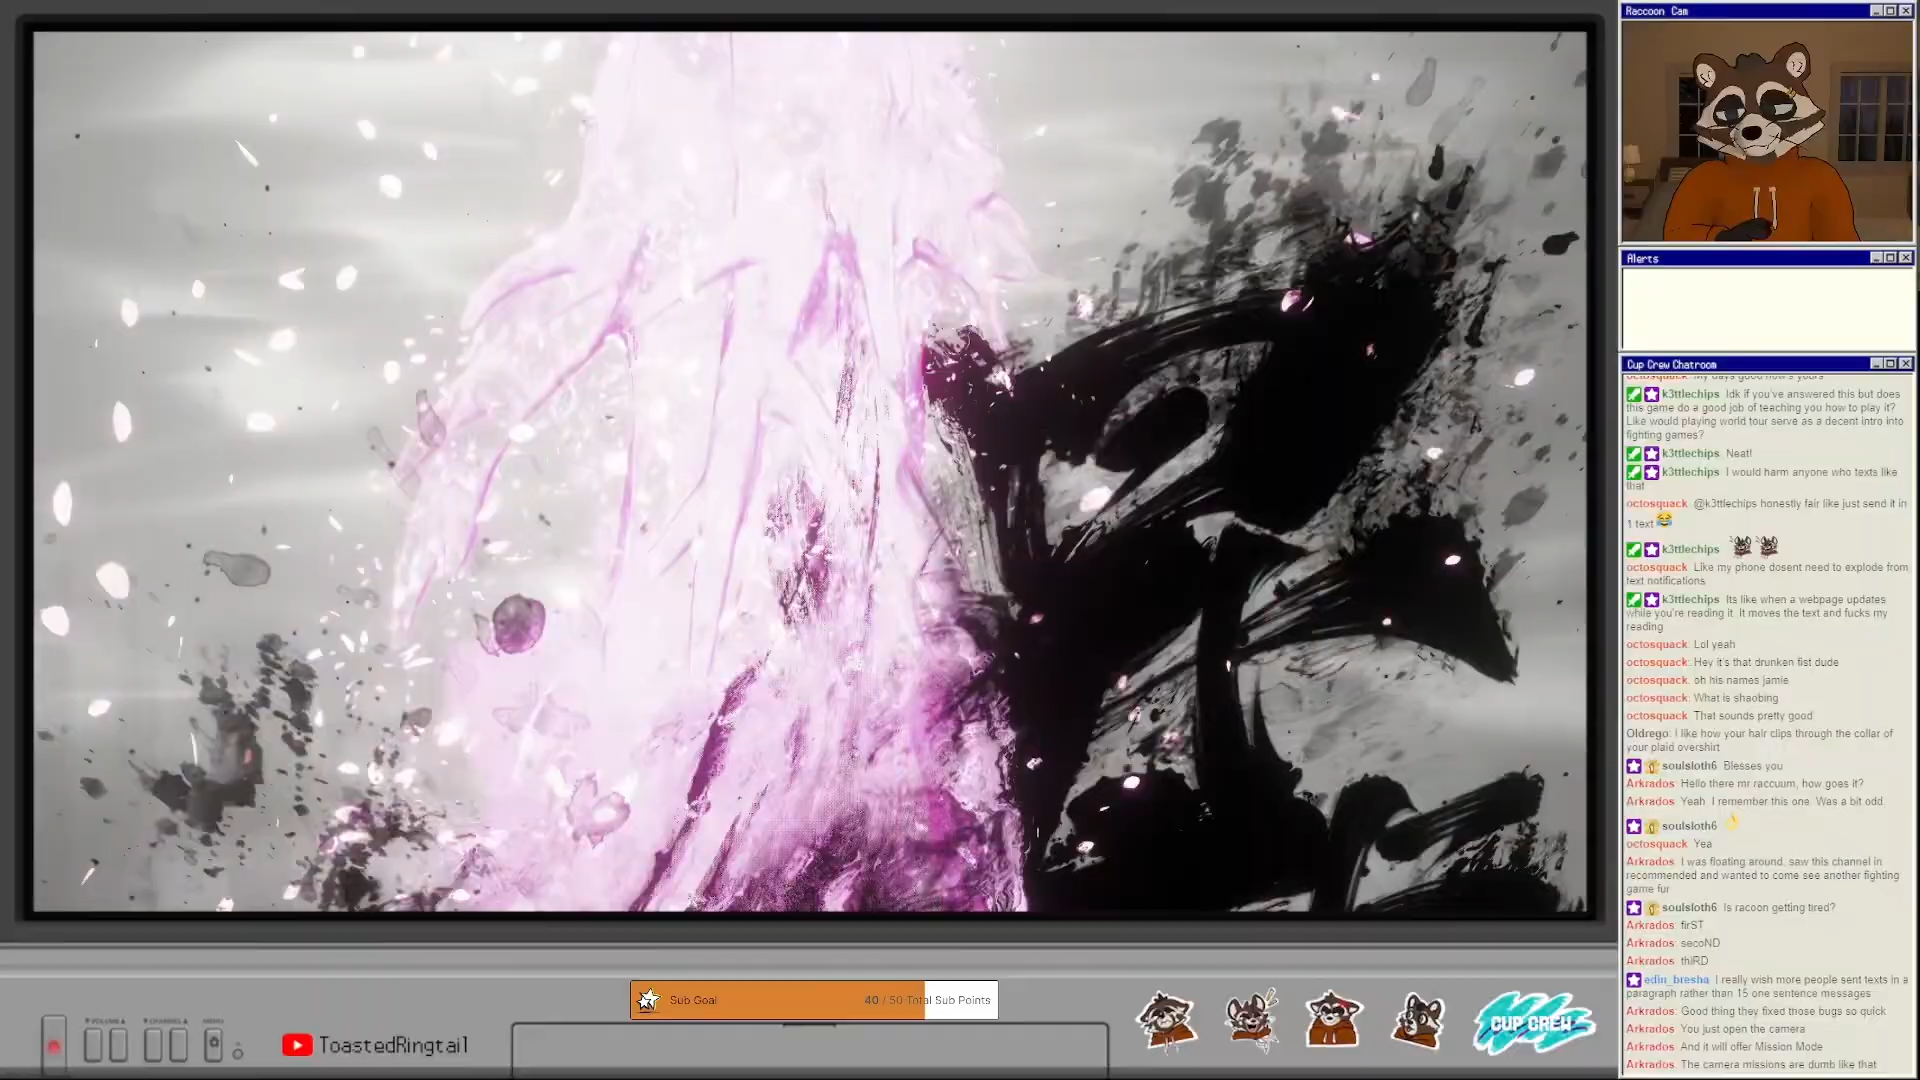 Raccoon Cam
Alerts
Cup Crew Chatroom
octosquack: My days good how's yours
k3ttlechips Idk if you've answered this but does
this game do a good job of teaching you how to play it?
Like would playing world tour serve as a decent intro into
fighting games?
k3ttlechips Neat!
k3ttlechips I would harm anyone who texts like
that
octosquack: @k3ttlechips honestly fair like just send it in
1 text
k3ttlechips
octosquack: Like my phone dosent need to explode from
text notifications
k3ttlechips Its like when a webpage updates
while you're reading it. It moves the text and fucks my
reading
octosquack: Lol yeah
octosquack: Hey it's that drunken fist dude
octosquack: oh his names jamie
octosquack: What is shaobing
octosquack: That sounds pretty good
Oldrego: I like how your hair clips through the collar of
your plaid overshirt
soulsloth6 Blesses you
Arkrados: Hello there mr raccuum, how goes it?
Arkrados: Yeah. I remember this one. Was a bit odd.
soulsloth6
octosquack: Yea
Arkrados: I was floating around, saw this channel in
recommended and wanted to come see another fighting
game fur
soulsloth6 Is racoon getting tired?
Arkrados: firST
Arkrados: secoND
Arkrados: thIRD
edin_bresha I really wish more people sent texts in a
paragraph rather than 15 one sentence messages
Arkrados: Good thing they fixed those bugs so quick
Arkrados: You just open the camera
Arkrados: And it will offer Mission Mode
Arkrados: The camera missions are dumb like that
Sub Goal 40 / 50 Total Sub Points
VOLUME
CHANNEL
MENU
ToastedRingtail
CUP CREW